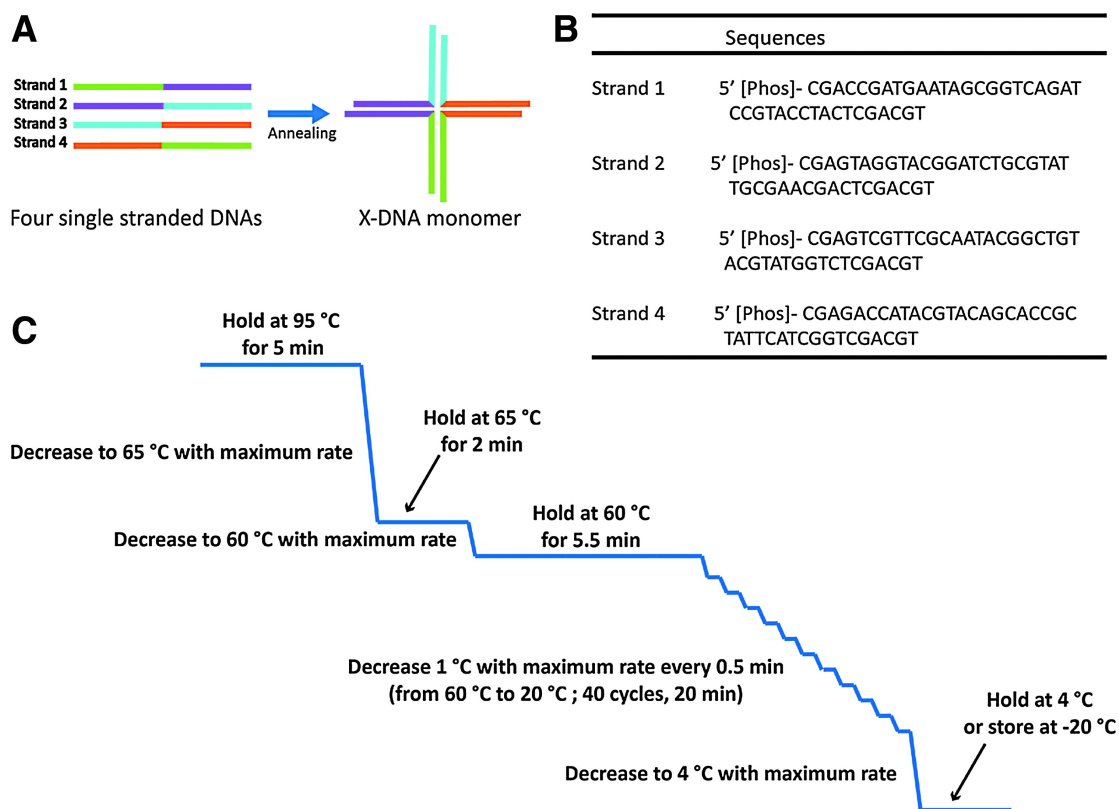 A
Strand 1
Strand 2
Strand 3
Strand 4
Annealing
Four single stranded DNAs
X-DNA monomer
B
Sequences
Strand 1 5’ [Phos]- CGACCGATGAATAGCGGTCAGAT
CCGTACCTACTCGACGT
Strand 2 5’ [Phos]- CGAGTAGGTACGGATCTGCGTAT
TGCGAACGACTCGACGT
Strand 3 5’ [Phos]- CGAGTCGTTCGCAATACGGCTGT
ACGTATGGTCTCGACGT
Strand 4 5’ [Phos]- CGAGACCATACGTACAGCACCGC
TATTCATCGGTCGACGT
C
Hold at 95 °C
for 5 min
Decrease to 65 °C with maximum rate
Hold at 65 °C
for 2 min
Decrease to 60 °C with maximum rate
Hold at 60 °C
for 5.5 min
Decrease 1 °C with maximum rate every 0.5 min
(from 60 °C to 20 °C ; 40 cycles, 20 min)
Hold at 4 °C
or store at -20 °C
Decrease to 4 °C with maximum rate